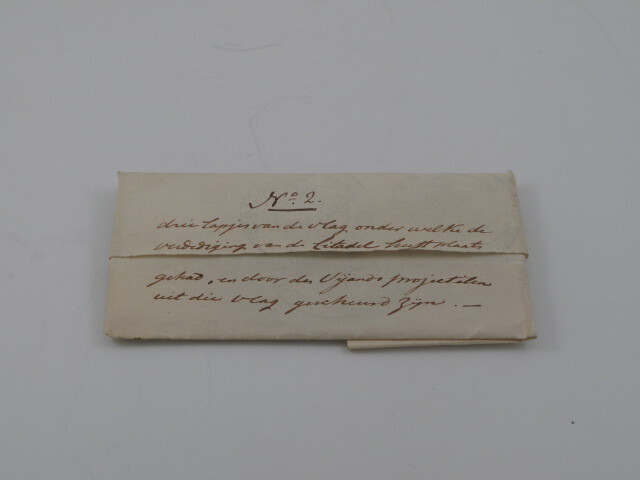 No. 2.
drie lapjes van de vlag onder welke de
verdediging van de Citadel heeft plaats
gehad, en door des Vijands projectilen
uit die vlag gescheurd zijn. —